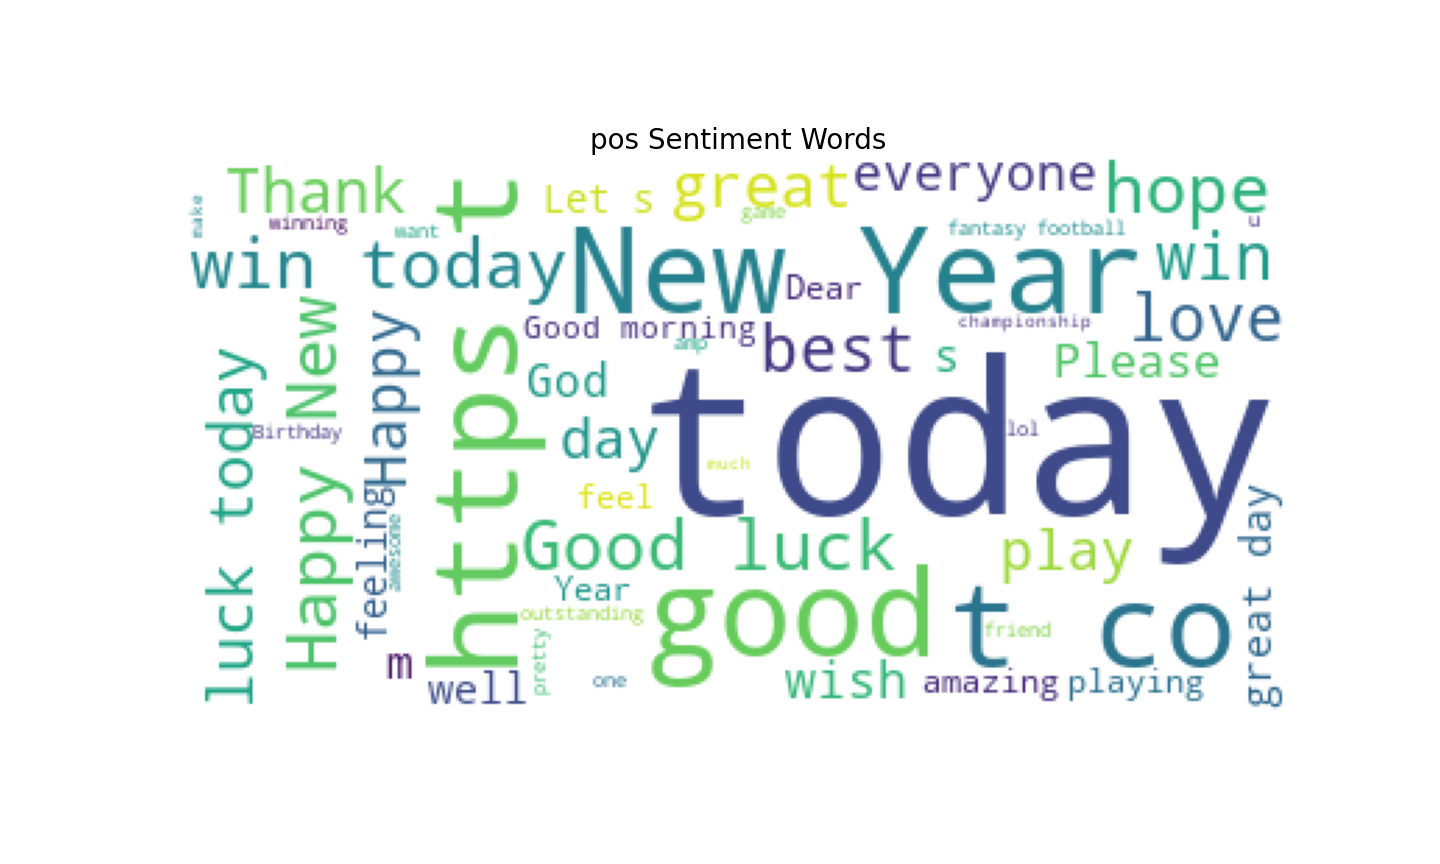 pos Sentiment Words
Thank
t
Let s
great
everyone
hope
make
winning
want
game
fantasy football
u
win
today
New Year
win
Dear
love
Good morning
championship
amp
best
s
Please
luck today
Happy New
Happy
https
God
today
Birthday
day
lol
much
feel
feeling
awesome
Good luck
play
great day
Year
outstanding
good
t co
friend
m
well
pretty
one
wish
amazing
playing